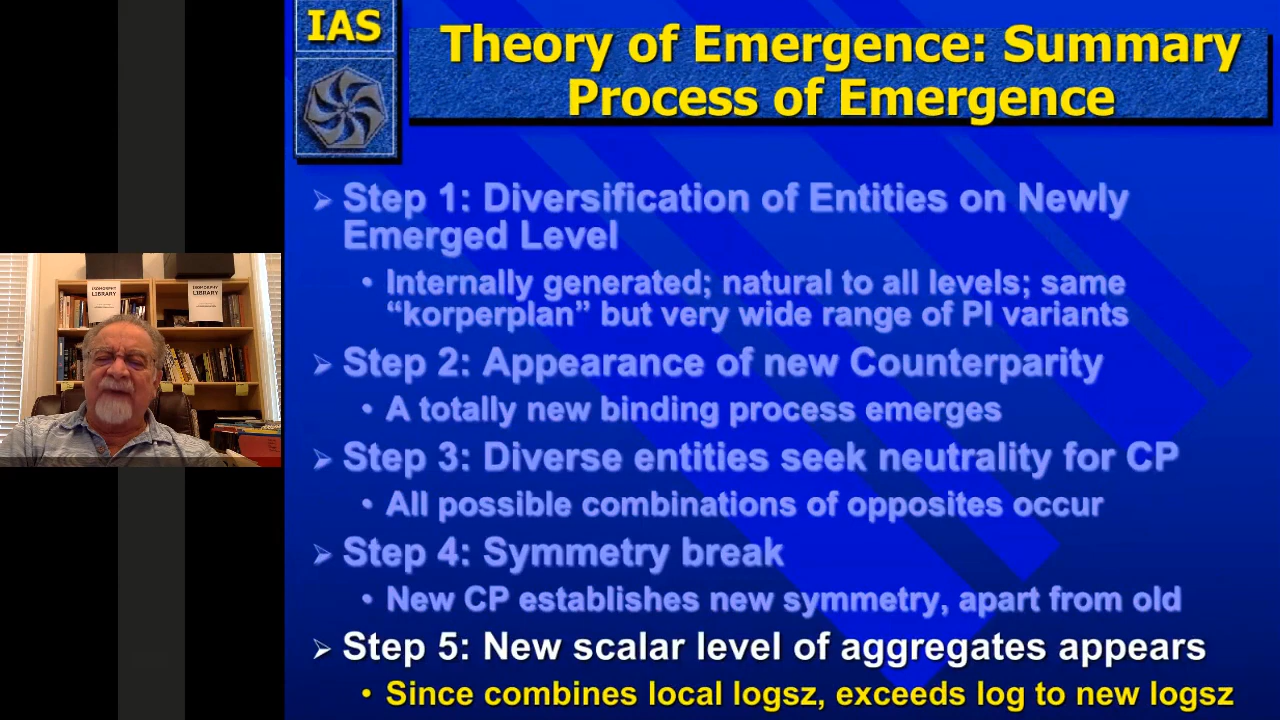 IAS
Theory of Emergence: Summary
Process of Emergence
Step 1: Diversification of Entities on Newly
Emerged Level
Internally generated; natural to all levels; same
“korperplan” but very wide range of PI variants
Step 2: Appearance of new Counterparity
A totally new binding process emerges
Step 3: Diverse entities seek neutrality for CP
All possible combinations of opposites occur
Step 4: Symmetry break
New CP establishes new symmetry, apart from old
Step 5: New scalar level of aggregates appears
Since combines local logsz, exceeds log to new logsz
ISOMORPHY
LIBRARY
ISOMORPHY
LIBRARY